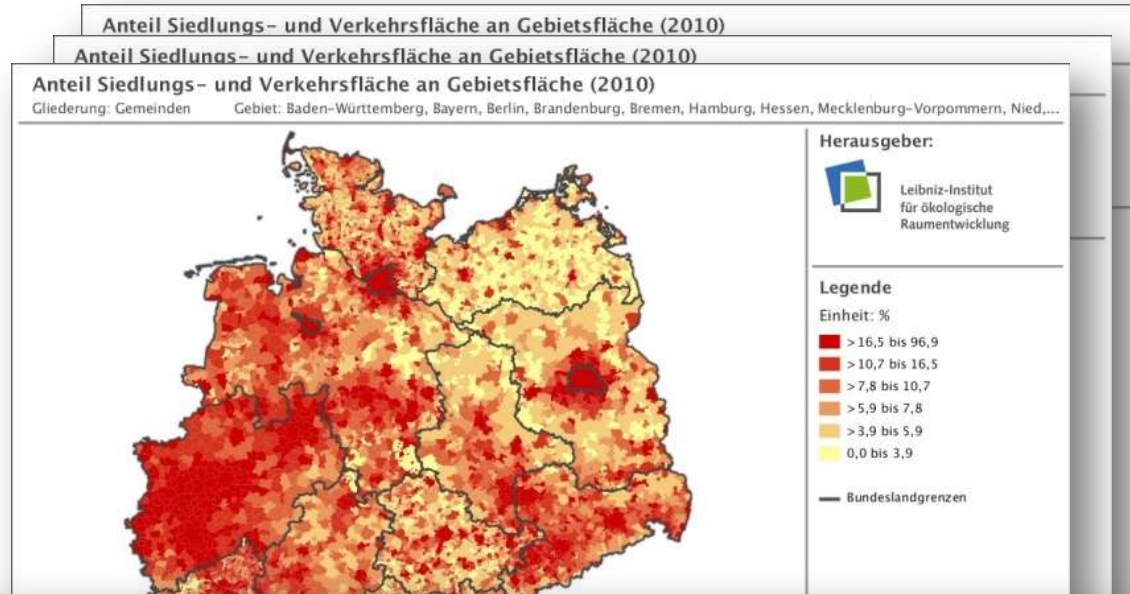 Anteil Siedlungs- und Verkehrsfläche an Gebietsfläche (2010)
Anteil Siedlungs- und Verkehrsfläche an Gebietsfläche (2010)
Anteil Siedlungs- und Verkehrsfläche an Gebietsfläche (2010)
Gliederung: Gemeinden Gebiet: Baden-Württemberg, Bayern, Berlin, Brandenburg, Bremen, Hamburg, Hessen, Mecklenburg-Vorpommern, Nied,...
Herausgeber:
Leibniz-Institut
für ökologische
Raumentwicklung
Legende
Einheit: %
>16,5 bis 96,9
>10,7 bis 16,5
>7,8 bis 10,7
>5,9 bis 7,8
>3,9 bis 5,9
0,0 bis 3,9
Bundeslandgrenzen